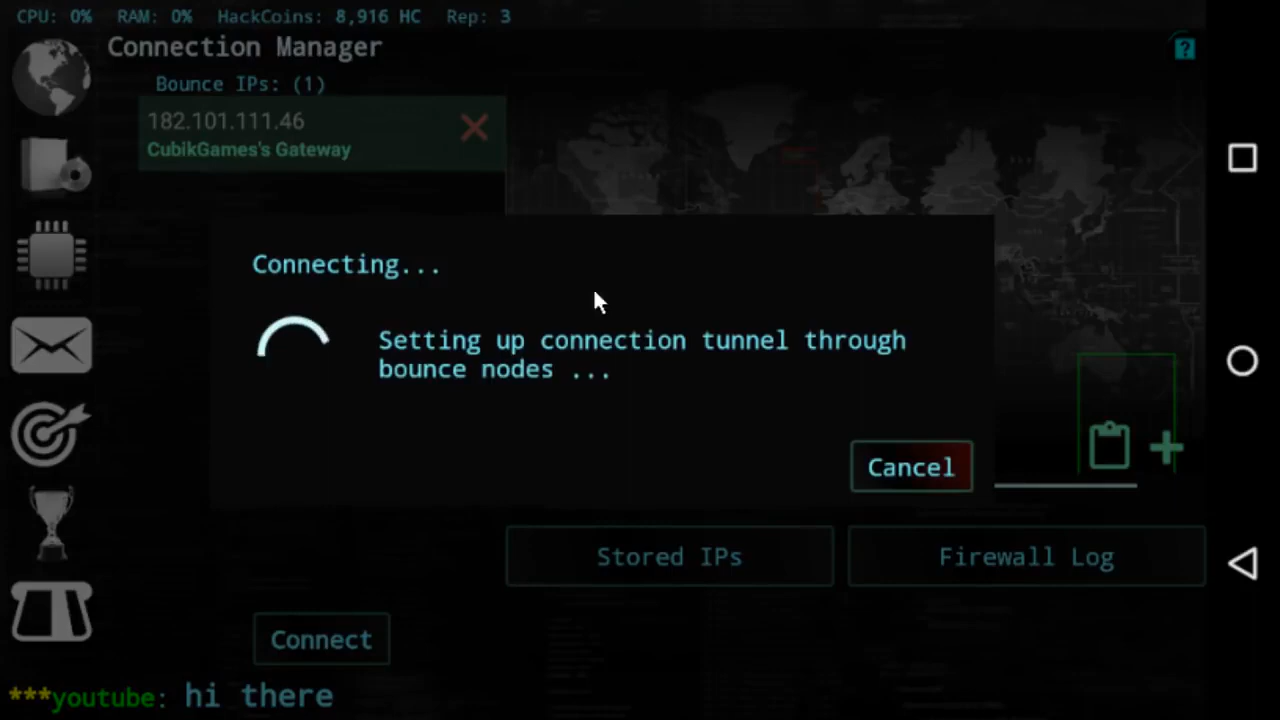 CPU: 0% RAM: 0% HackCoins: 8,916 HC Rep: 3
Connection Manager
?
Bounce IPs: (1)
182.101.111.46
CubikGames's Gateway
Connecting...
Setting up connection tunnel through
bounce nodes ...
Cancel
Stored IPs
Firewall Log
Connect
***youtube: hi there